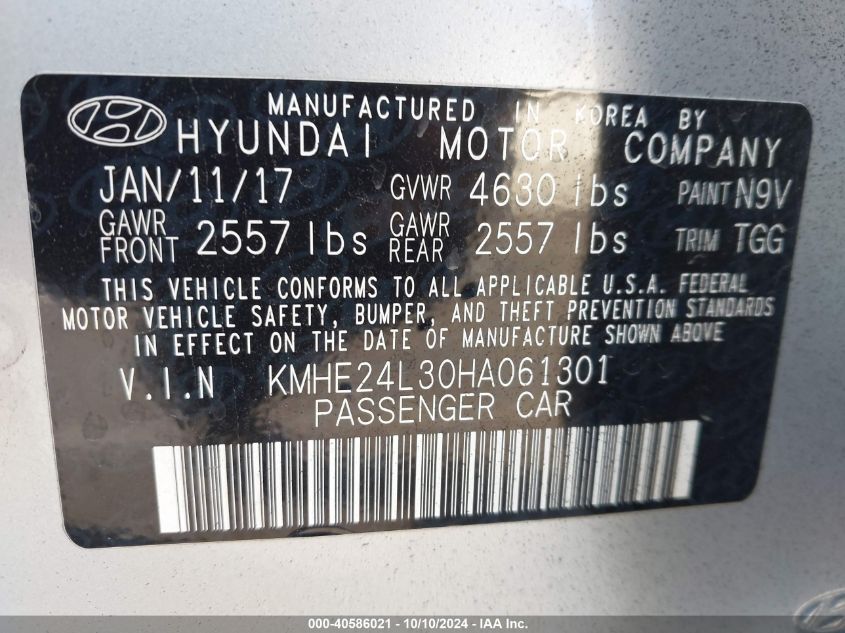 MANUFACTURED IN KOREA BY
HYUNDAI MOTOR COMPANY
JAN/11/17 GVWR 4630 lbs PAINT N9V
GAWR FRONT 2557 lbs GAWR REAR 2557 lbs TRIM TGG
THIS VEHICLE CONFORMS TO ALL APPLICABLE U.S.A. FEDERAL
MOTOR VEHICLE SAFETY, BUMPER, AND THEFT PREVENTION STANDARDS
IN EFFECT ON THE DATE OF MANUFACTURE SHOWN ABOVE
V.I.N KMHE24L30HA061301
PASSENGER CAR
000-40586021 - 10/10/2024 - IAAI.com